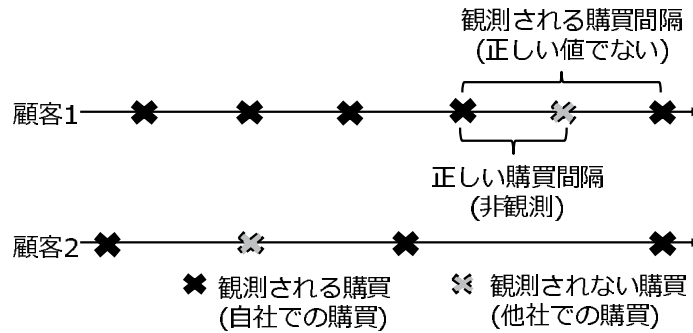 観測される購買間隔
(正しい値でない)
顧客1
正しい購買間隔
(非観測)
顧客2
観測される購買
(自社での購買)
観測されない購買
(他社での購買)